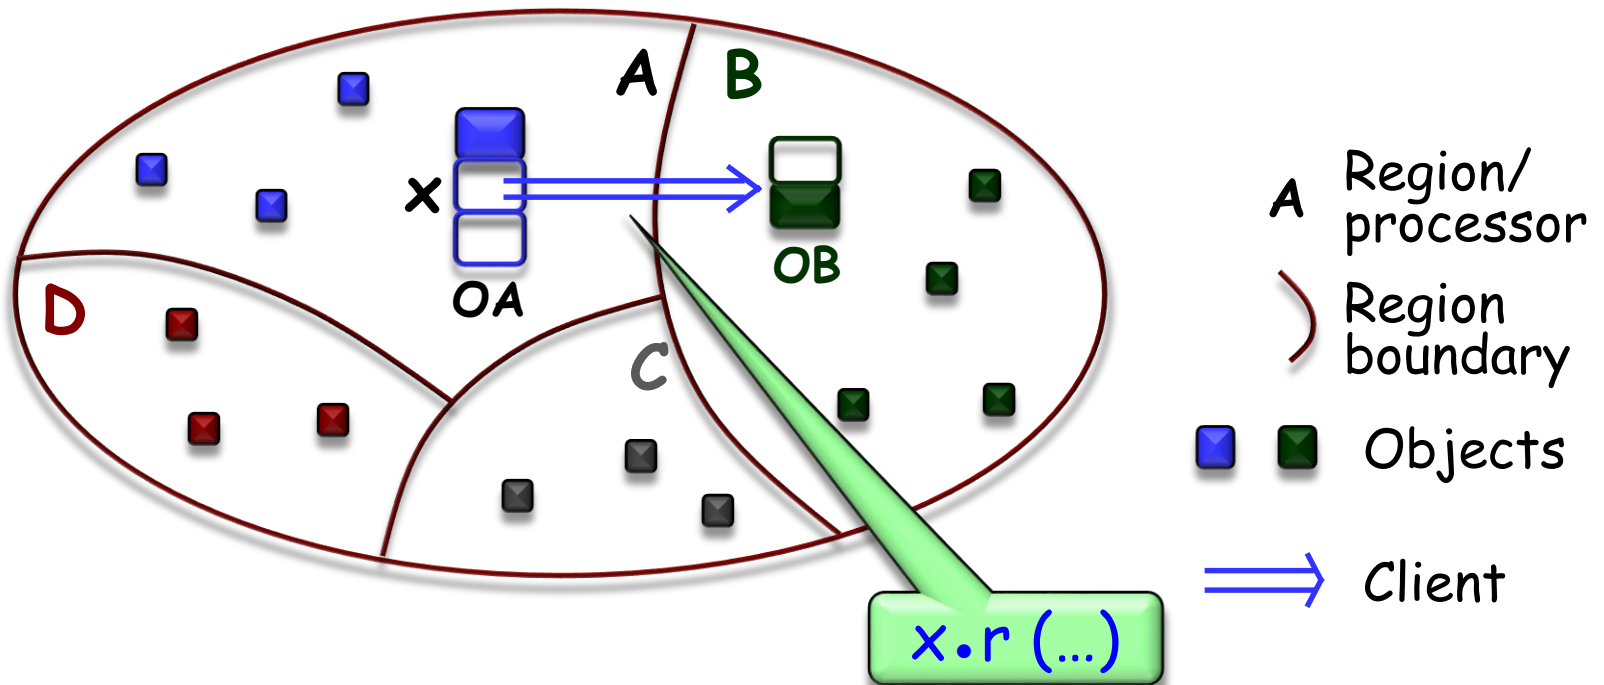 A
B
x
OA
OB
D
C
x.r (...)
A
Region/
processor
Region
boundary
Objects
Client